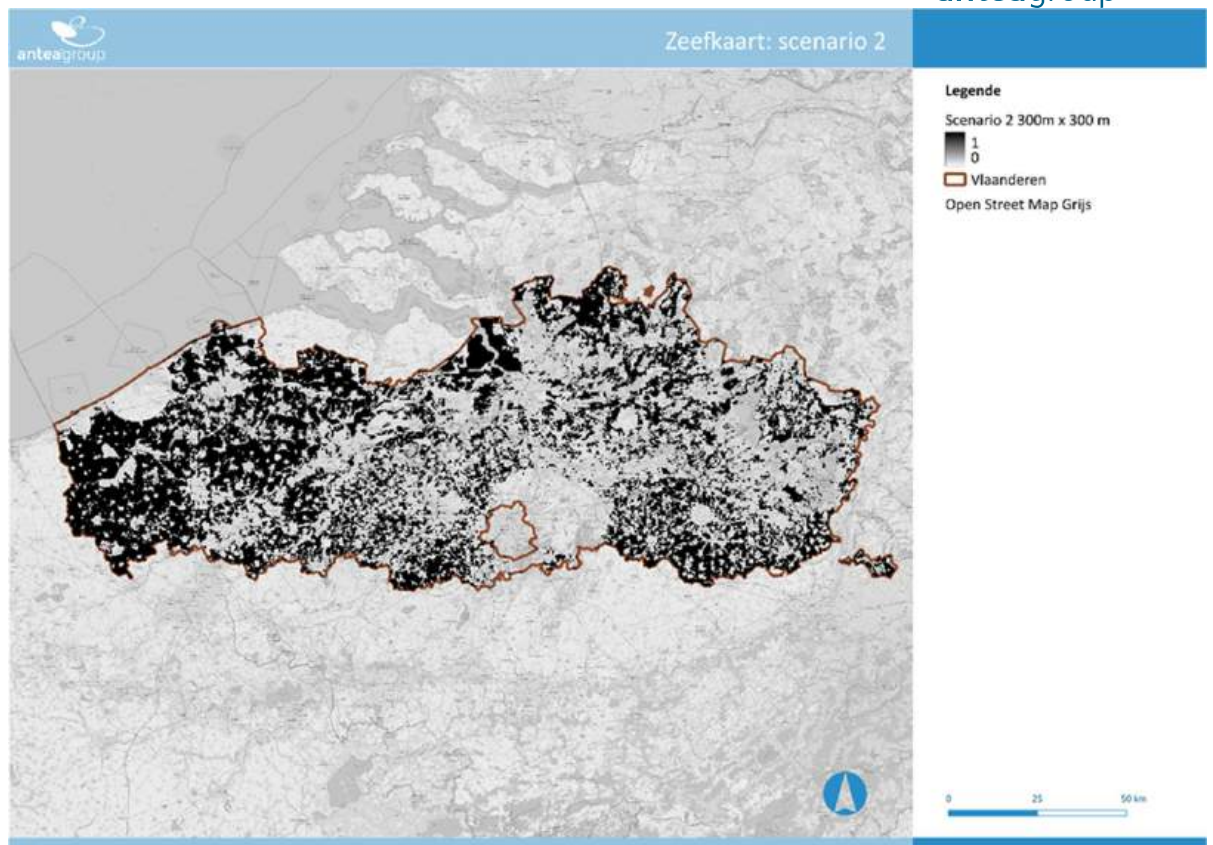 anteagroup
anteagroup
Zeefkaart: scenario 2
Legende
Scenario 2 300m x 300 m
1
0
Vlaanderen
Open Street Map Grijs
0 25 50 km